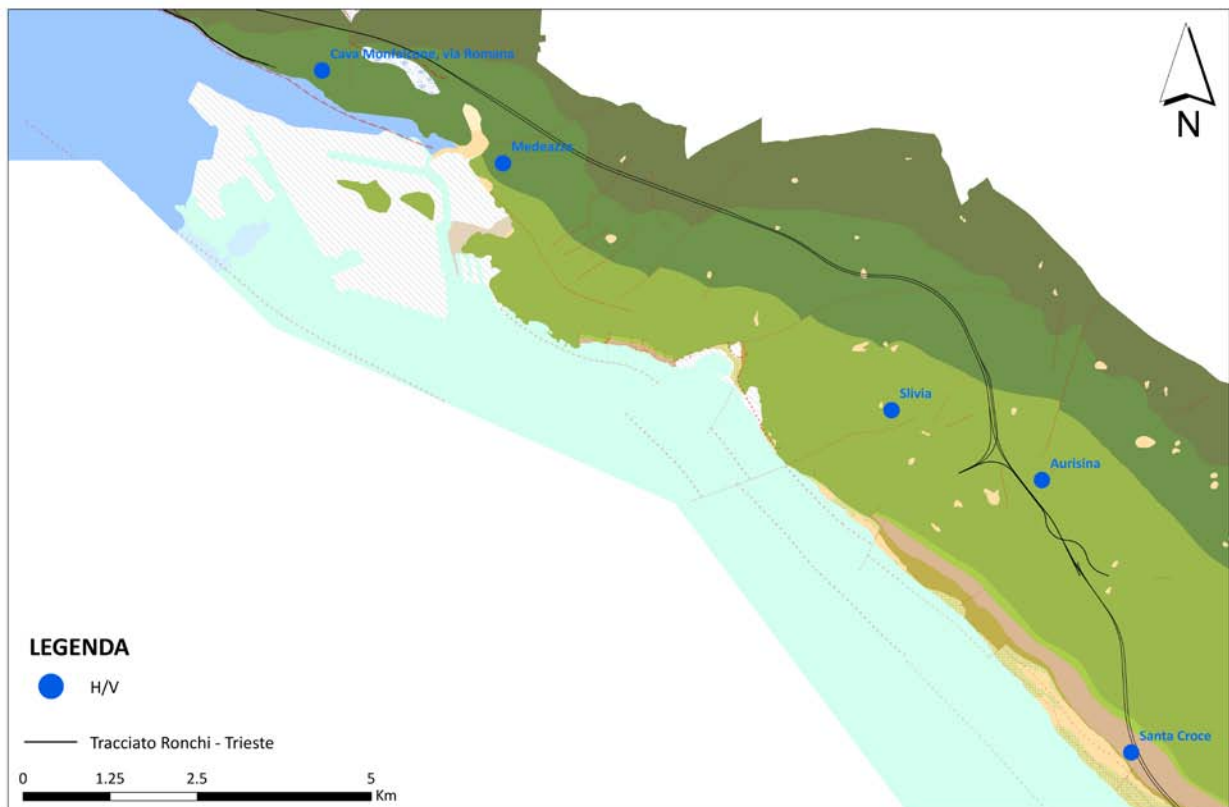 Cava Monfalcone, via Romana
N
Medeazza
Slivia
Aurisina
LEGENDA
H/V
Santa Croce
Tracciato Ronchi - Trieste
0 1.25 2.5 5
Km